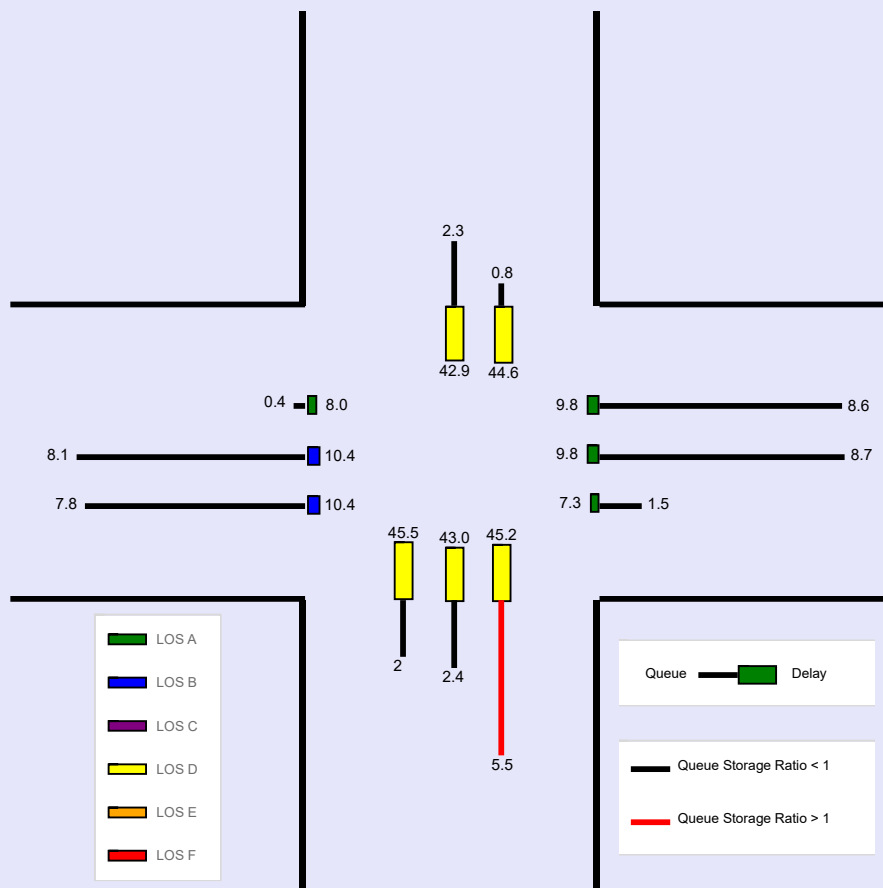 2.3
0.8
42.9
44.6
0.4
8.0
9.8
8.6
8.1
10.4
9.8
8.7
7.8
10.4
7.3
1.5
45.5
43.0
45.2
2
2.4
5.5
LOS A
LOS B
LOS C
LOS D
LOS E
LOS F
Queue
Delay
Queue Storage Ratio < 1
Queue Storage Ratio > 1